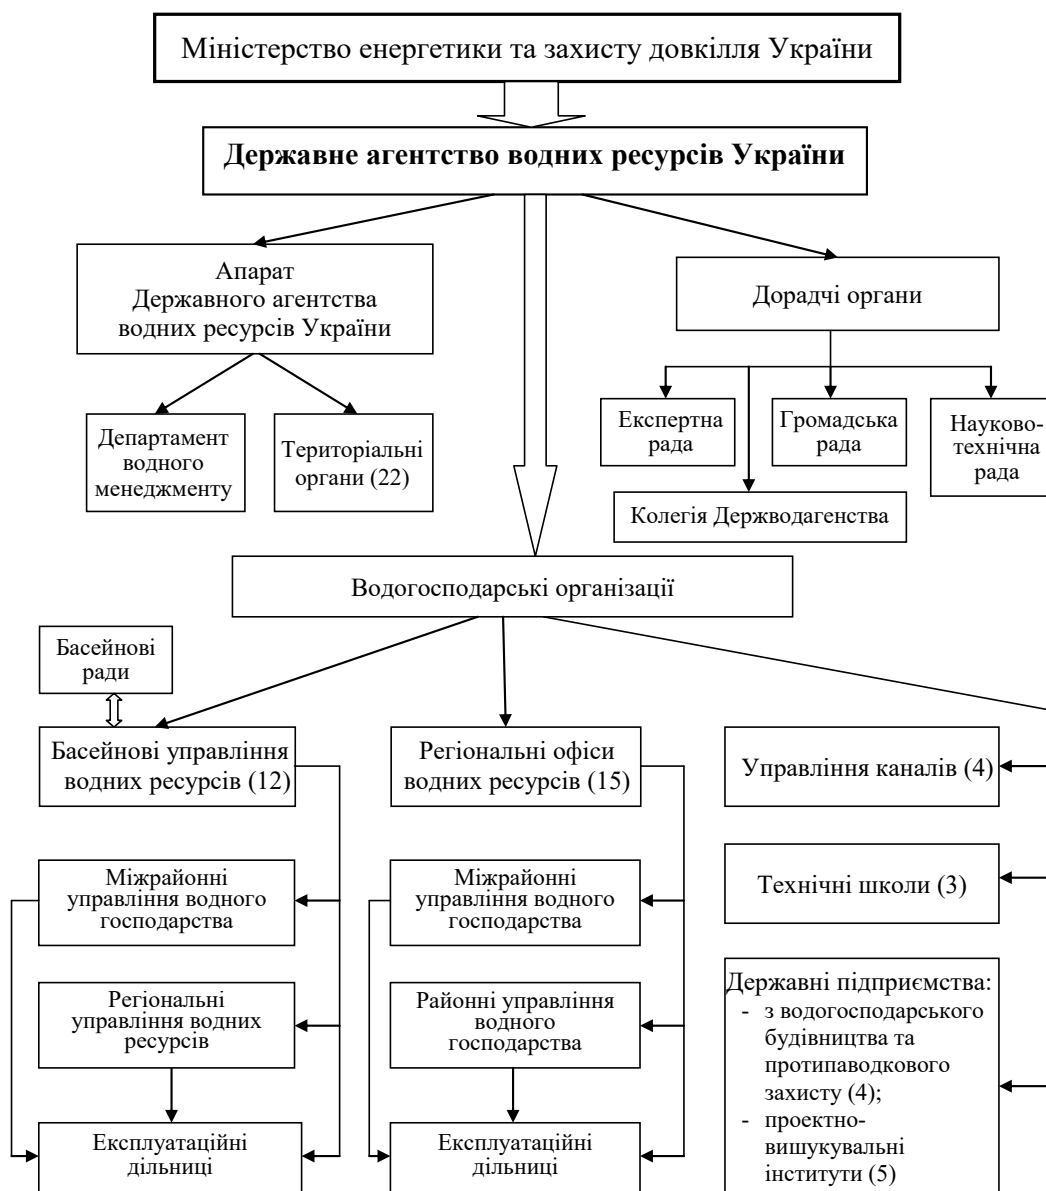 Міністерство енергетики та захисту довкілля України
Державне агентство водних ресурсів України
Апарат
Державного агентства
водних ресурсів України
Дорадчі органи
Департамент
водного
менеджменту
Територіальні
органи (22)
Експертна
рада
Громадська
рада
Науково-
технічна
рада
Колегія Держводагенства
Водогосподарські організації
Басейнові
ради
Басейнові управління
водних ресурсів (12)
Регіональні офіси
водних ресурсів (15)
Управління каналів (4)
Міжрайонні
управління водного
господарства
Міжрайонні
управління водного
господарства
Технічні школи (3)
Регіональні
управління водних
ресурсів
Районні управління
водного
господарства
Державні підприємства:
- з водогосподарського
будівництва та
протипаводкового
захисту (4);
- проектно-
вишукувальні
інститути (5)
Експлуатаційні
дільниці
Експлуатаційні
дільниці